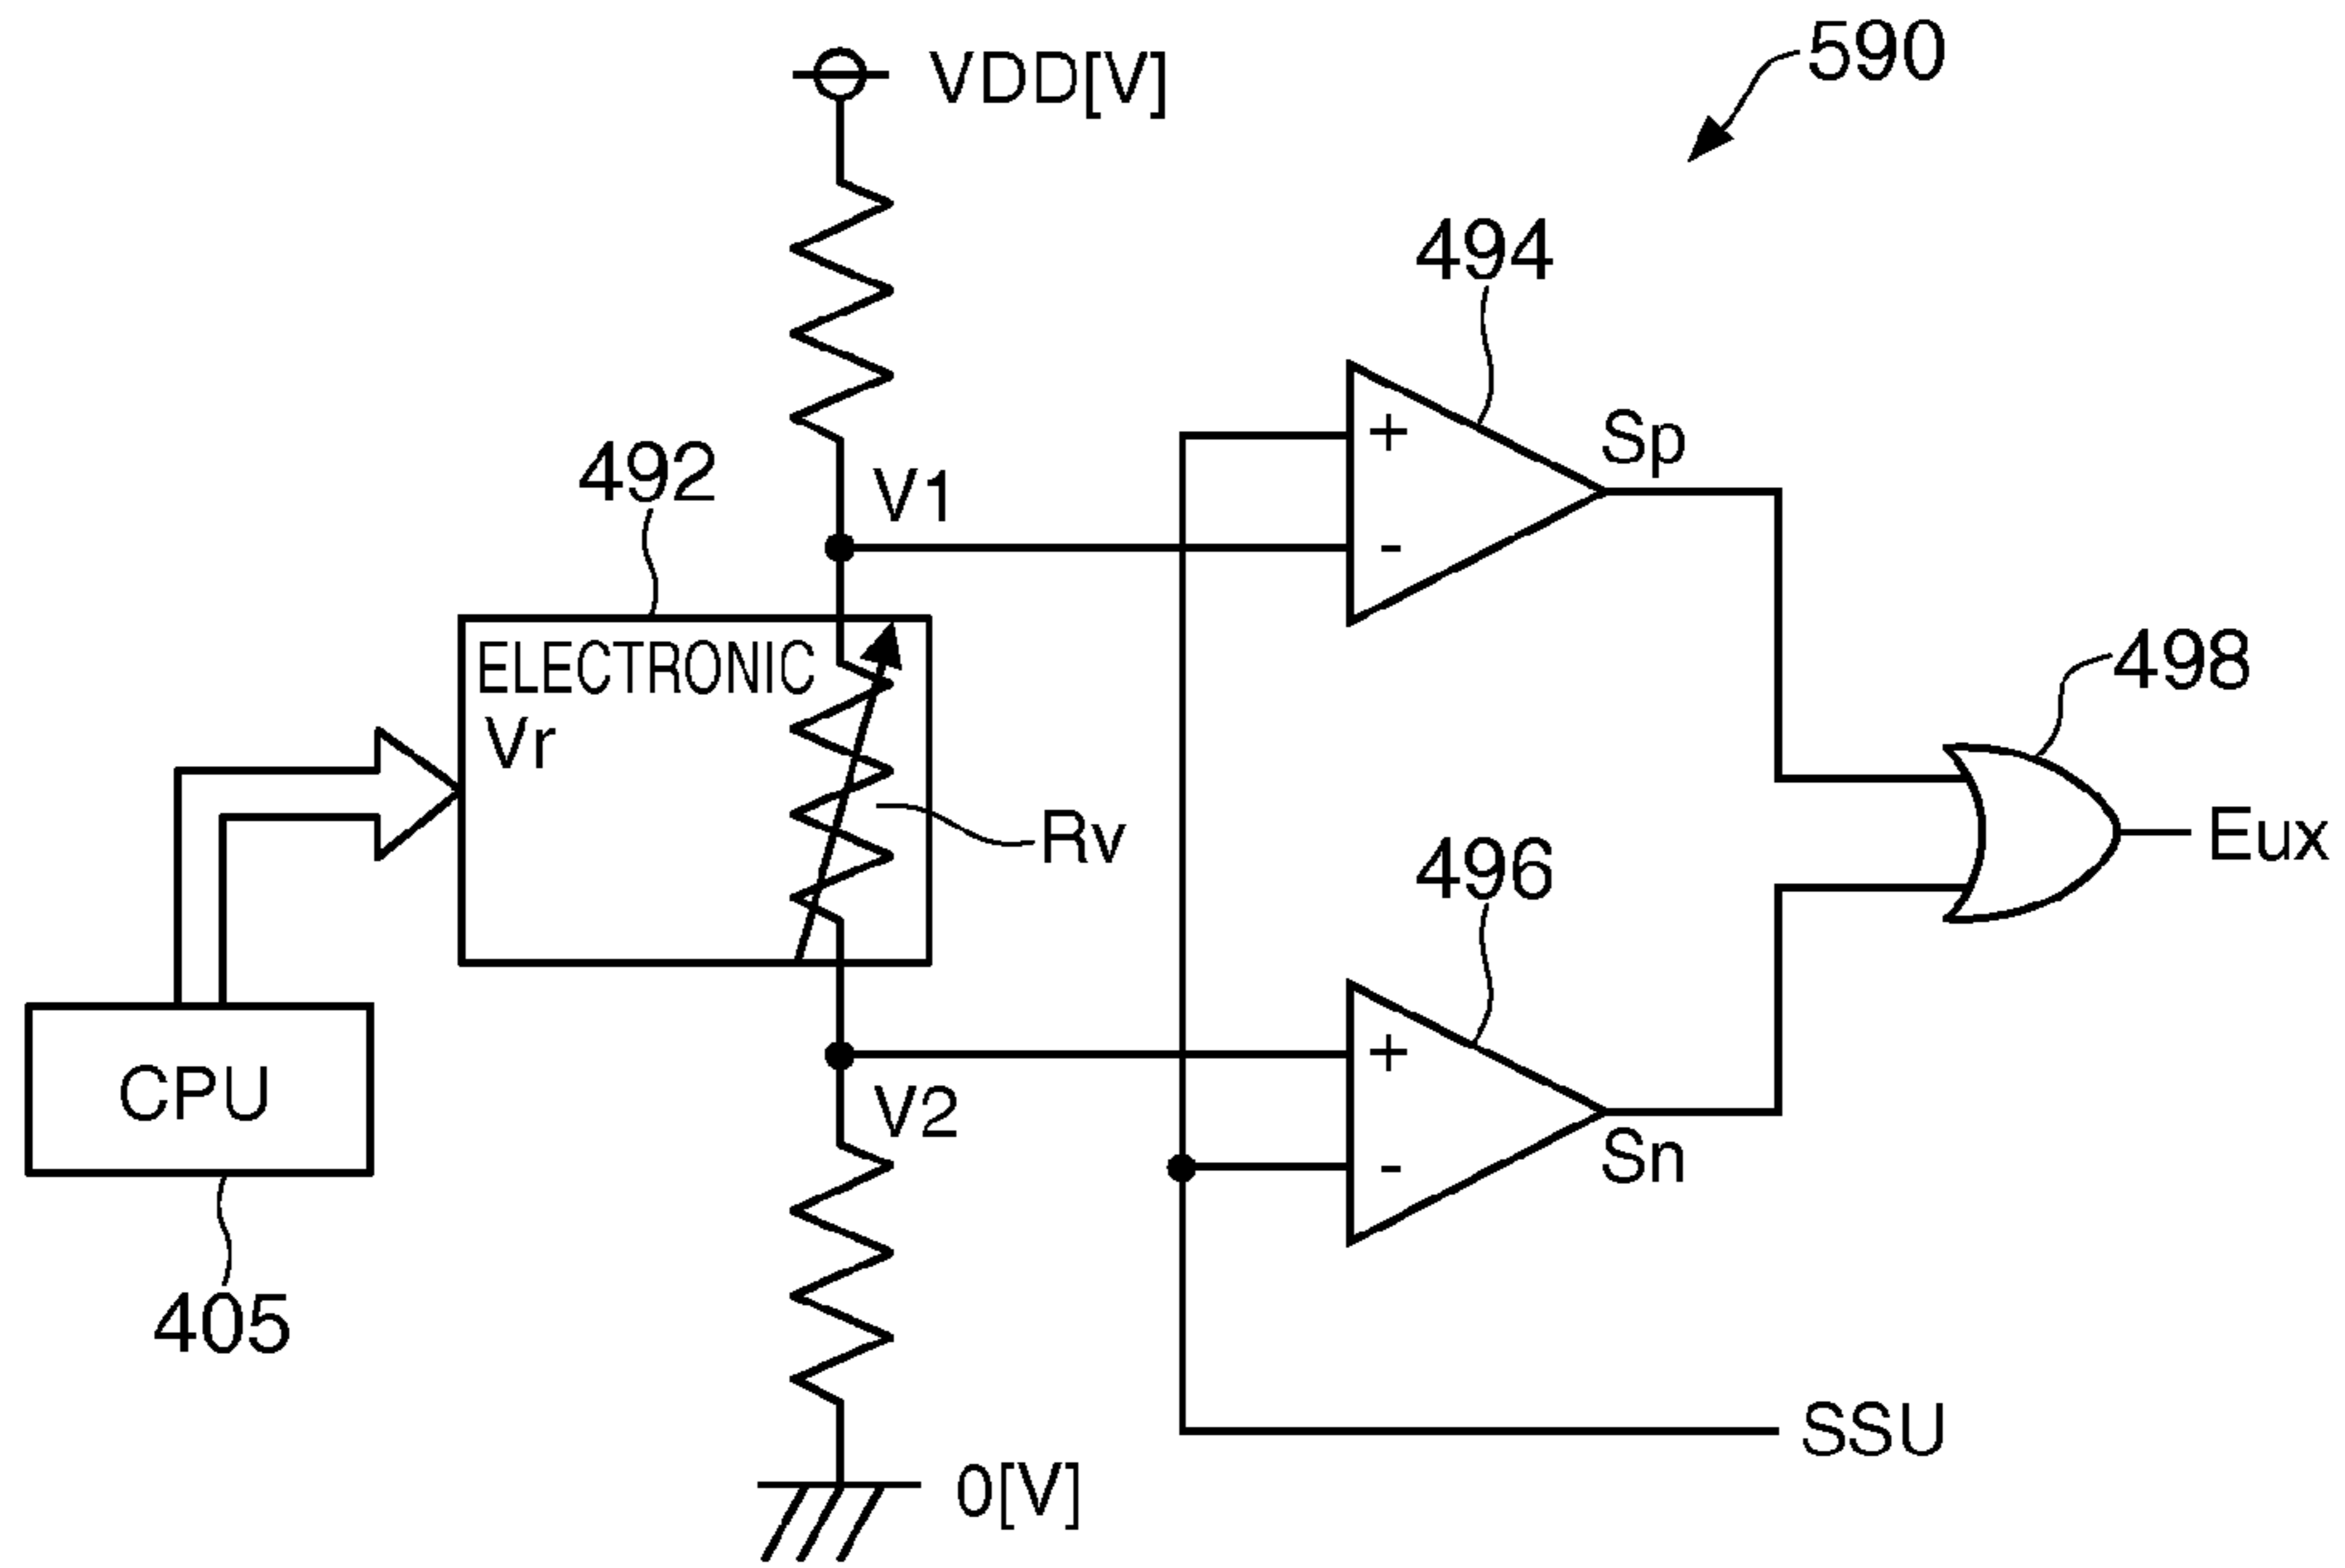 590
VDD[V]
494
Sp
492
V1
+
-
ELECTRONIC
Vr
498
Rv
Eux
496
+
-
CPU
V2
Sn
405
SSU
0[V]